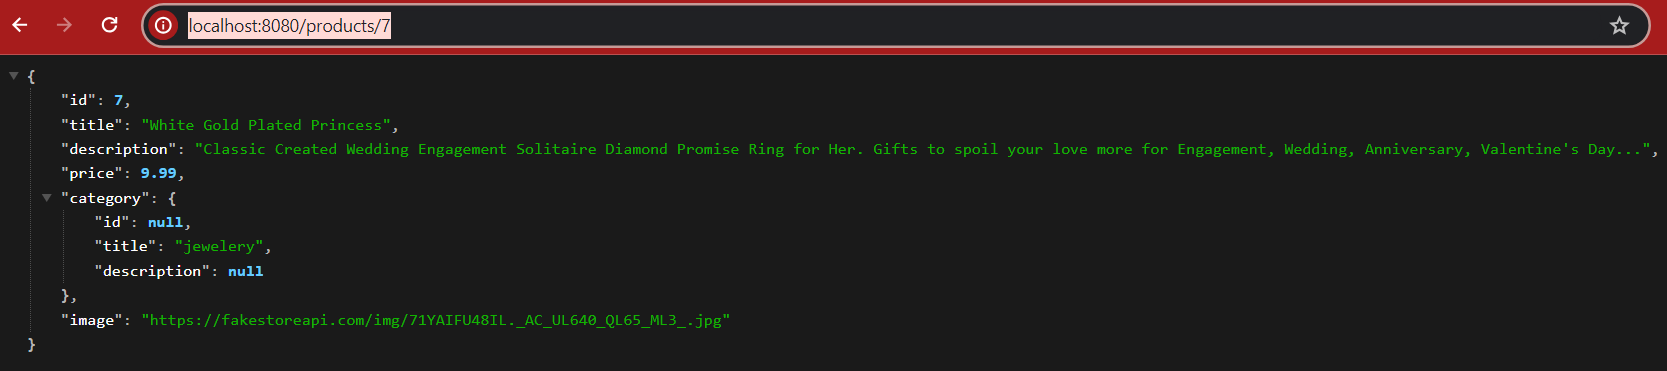 localhost:8080/products/7
{
"id": 7,
"title": "White Gold Plated Princess",
"description": "Classic Created Wedding Engagement Solitaire Diamond Promise Ring for Her. Gifts to spoil your love more for Engagement, Wedding, Anniversary, Valentine's Day...",
"price": 9.99,
"category": {
"id": null,
"title": "jewelery",
"description": null
},
"image": "https://fakestoreapi.com/img/71YAIFU48IL._AC_UL640_QL65_ML3_.jpg"
}